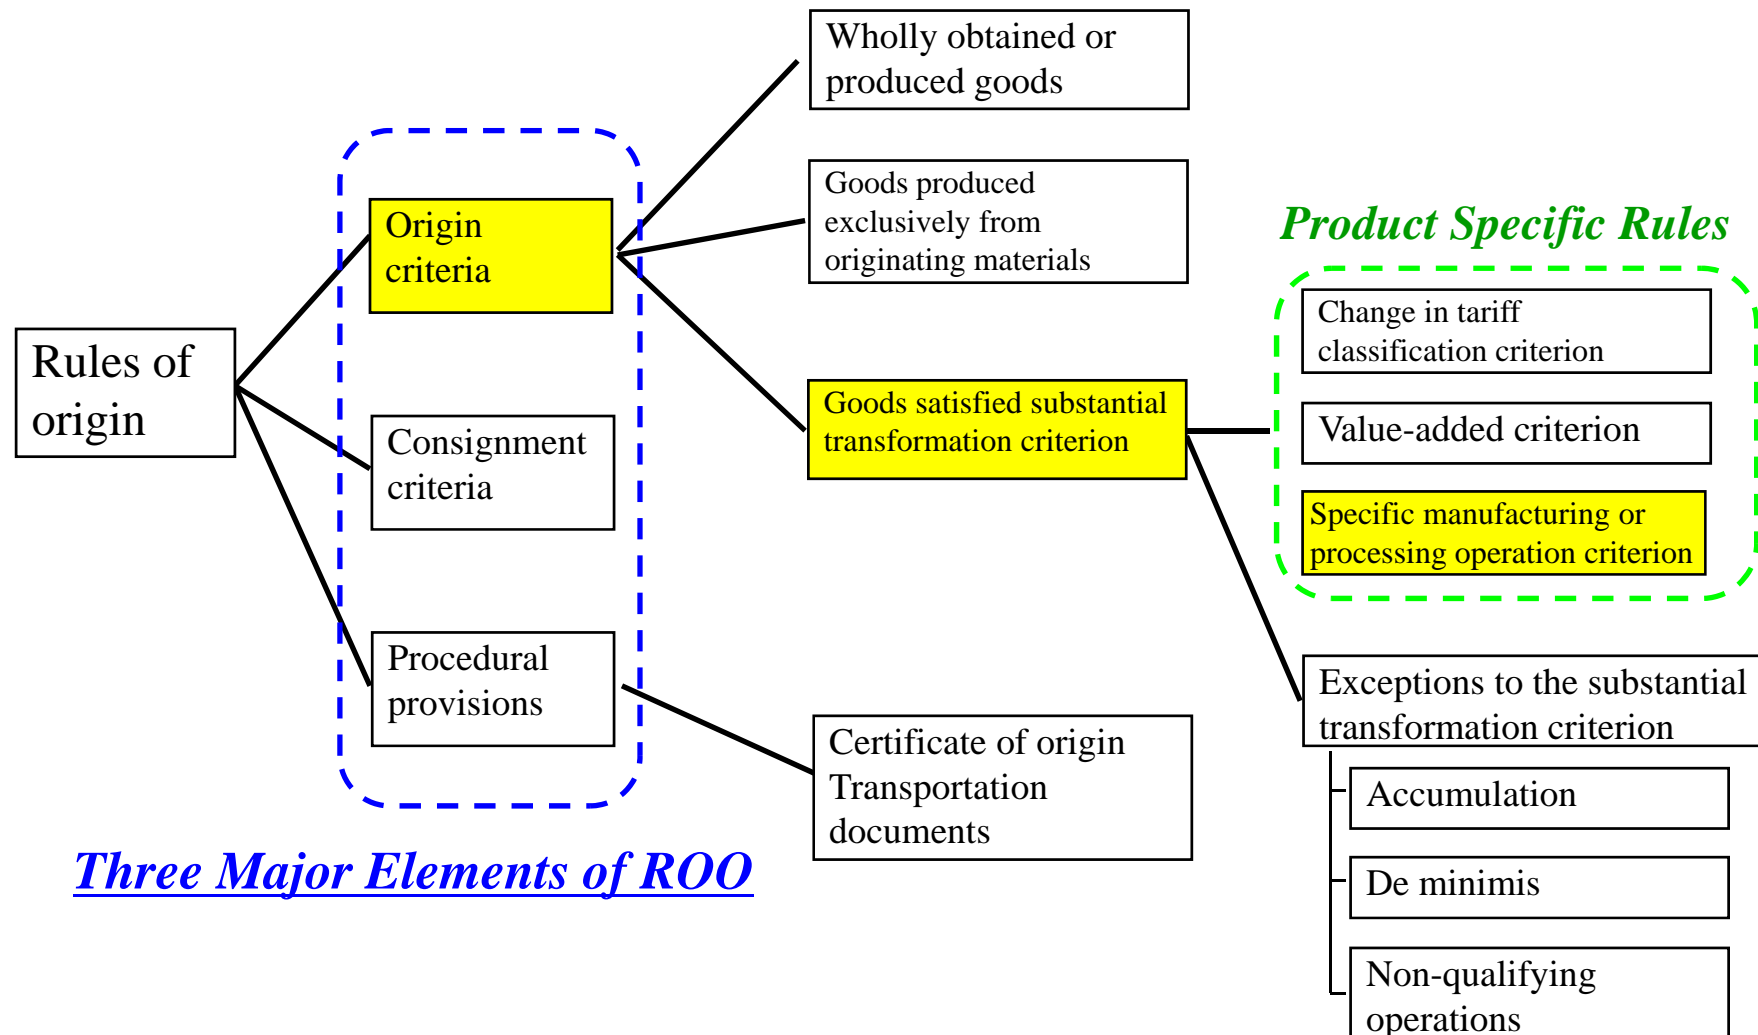 Rules of
origin
Origin
criteria
Consignment
criteria
Procedural
provisions
Three Major Elements of ROO
Wholly obtained or
produced goods
Goods produced
exclusively from
originating materials
Goods satisfied substantial
transformation criterion
Certificate of origin
Transportation
documents
Product Specific Rules
Change in tariff
classification criterion
Value-added criterion
Specific manufacturing or
processing operation criterion
Exceptions to the substantial
transformation criterion
Accumulation
De minimis
Non-qualifying
operations